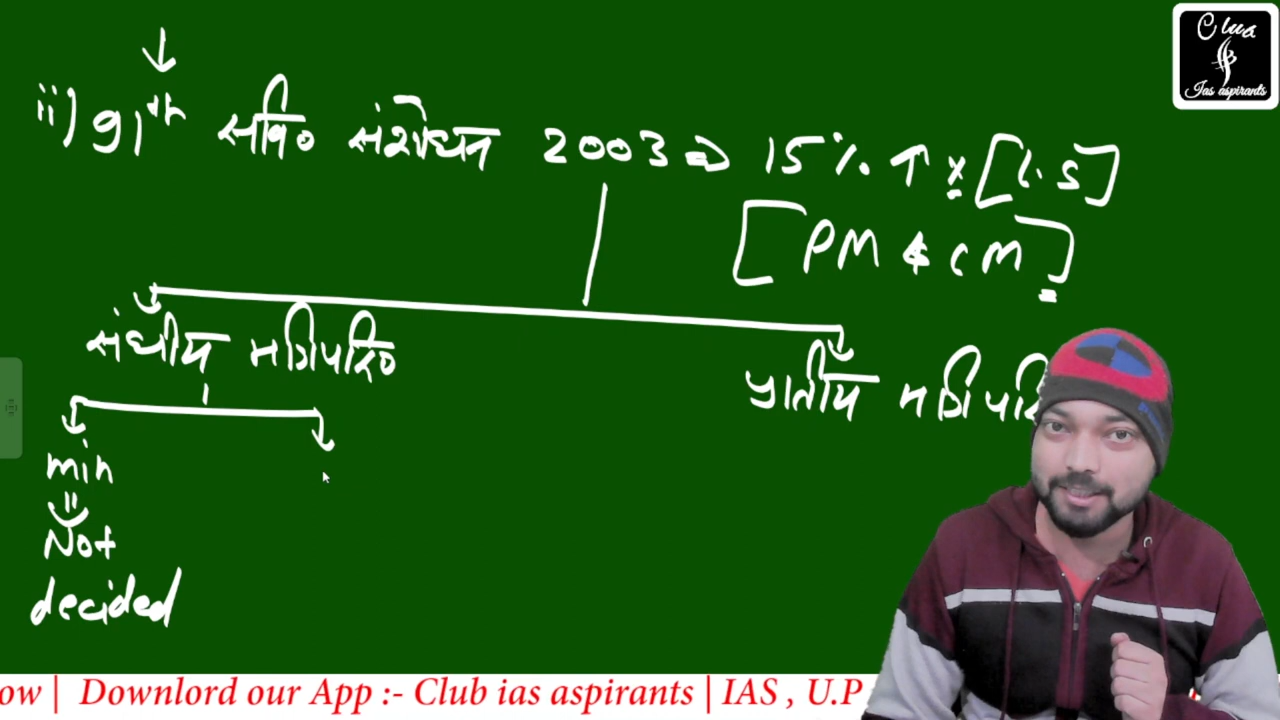 Clua
Ias aspirants
ii) 91th संवि० संशोधन 2003 ⇒ 15% ↑ x [L.S]
[PM & CM]
संघीय मंत्रिपरि०
प्रांतीय मंत्रिपरि
min
Not
decided
ow | Downlord our App :- Club ias aspirants | IAS , U.P